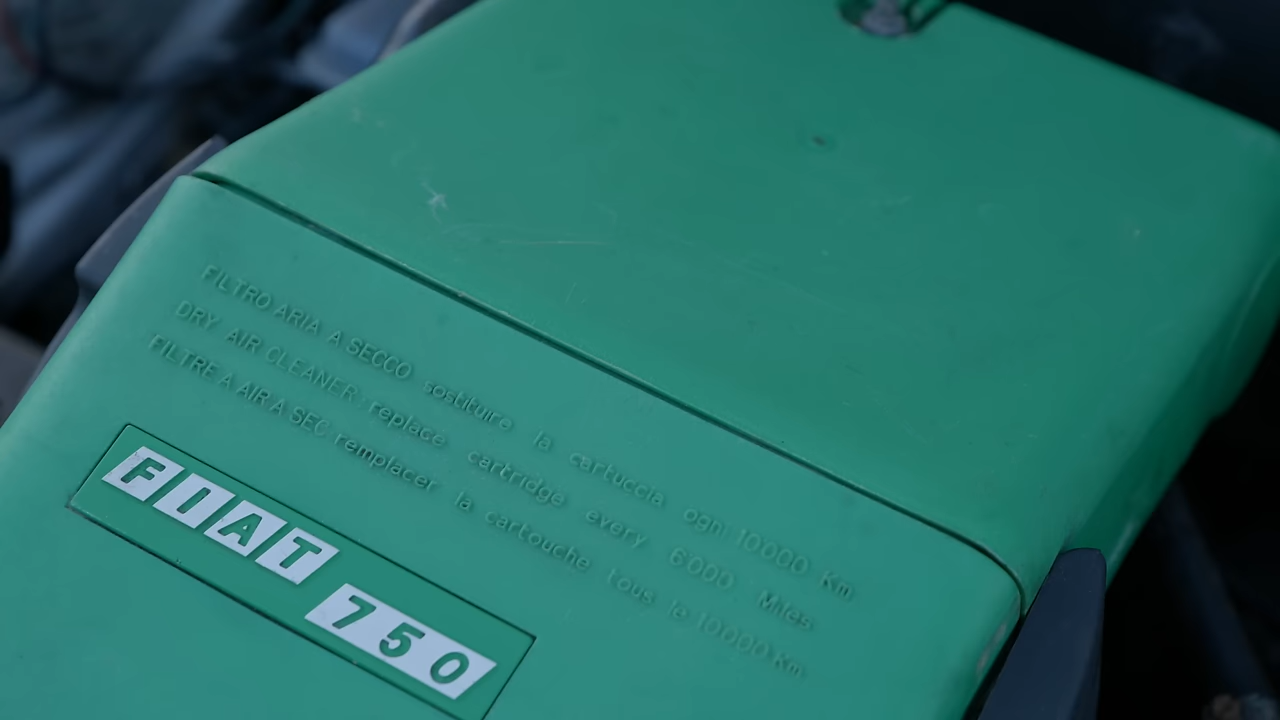 FILTRO ARIA A SECCO sostituire la cartuccia ogni 10000 Km
DRY AIR CLEANER replace cartridge every 6000 Miles
FILTRE A AIR A SEC remplacer la cartouche tous le 10000 Km
FIAT 750